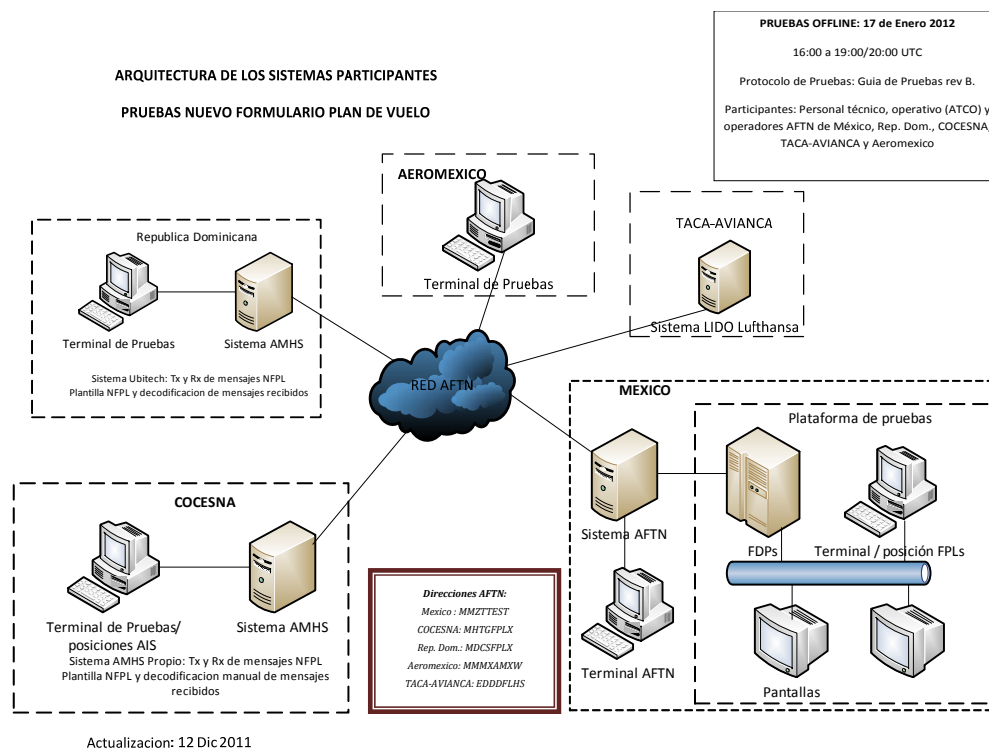 PRUEBAS OFFLINE: 17 de Enero 2012
16:00 a 19:00/20:00 UTC
Protocolo de Pruebas: Guia de Pruebas rev B.
Participantes: Personal técnico, operativo (ATCO) y
operadores AFTN de México, Rep. Dom., COCESNA,
TACA-AVIANCA y Aeromexico
ARQUITECTURA DE LOS SISTEMAS PARTICIPANTES
PRUEBAS NUEVO FORMULARIO PLAN DE VUELO
AEROMEXICO
Terminal de Pruebas
TACA-AVIANCA
Sistema LIDO Lufthansa
Republica Dominicana
Terminal de Pruebas
Sistema AMHS
Sistema Ubitech: Tx y Rx de mensajes NFPL
Plantilla NFPL y decodificacion de mensajes recibidos
RED AFTN
MEXICO
Plataforma de pruebas
Sistema AFTN
FDPs
Terminal / posición FPLs
Terminal AFTN
Pantallas
COCESNA
Terminal de Pruebas/
posiciones AIS
Sistema AMHS
Sistema AMHS Propio: Tx y Rx de mensajes NFPL
Plantilla NFPL y decodificacion manual de mensajes
recibidos
Direcciones AFTN:
Mexico : MMZTTEST
COCESNA: MHTGFPLX
Rep. Dom.: MDCSFPLX
Aeromexico: MMMXAMXW
TACA-AVIANCA: EDDDFLHS
Actualizacion: 12 Dic 2011